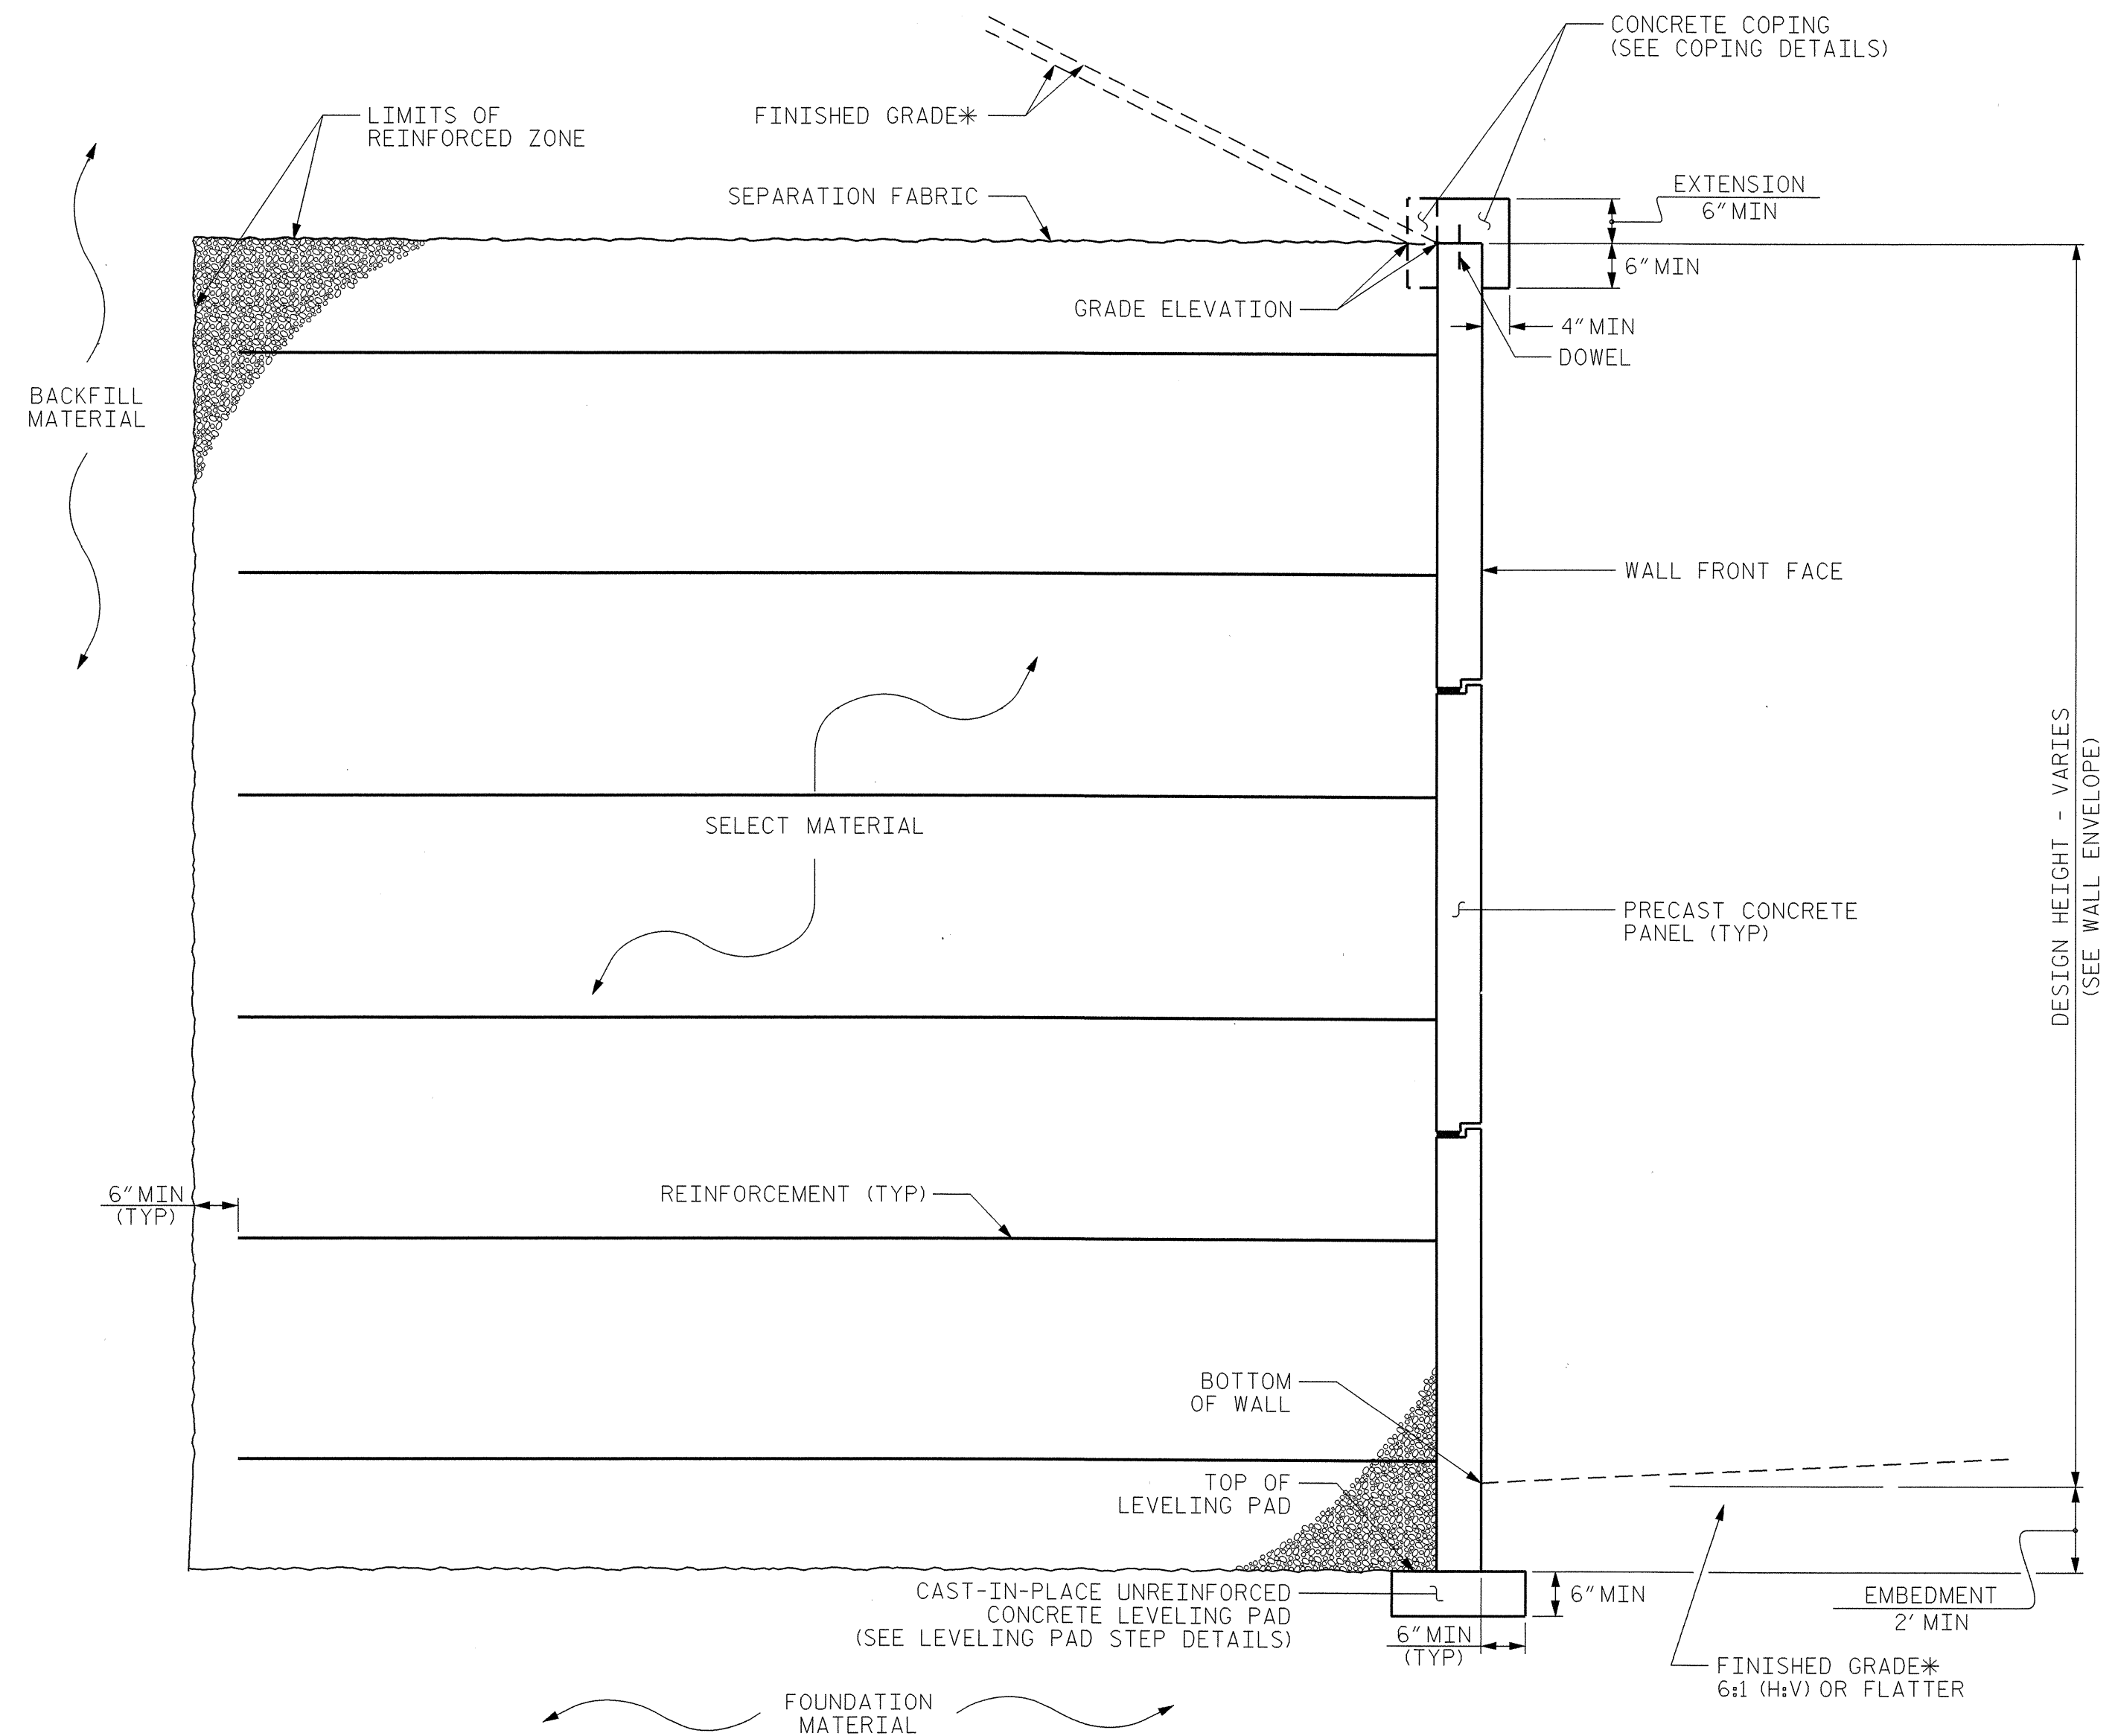 CONCRETE COPING
(SEE COPING DETAILS)
LIMITS OF
REINFORCED ZONE
FINISHED GRADE*
SEPARATION FABRIC
EXTENSION
6" MIN
6" MIN
GRADE ELEVATION
4" MIN
DOWEL
BACKFILL
MATERIAL
WALL FRONT FACE
SELECT MATERIAL
PRECAST CONCRETE
PANEL (TYP)
DESIGN HEIGHT - VARIES
(SEE WALL ENVELOPE)
6" MIN
(TYP)
REINFORCEMENT (TYP)
BOTTOM
OF WALL
TOP OF
LEVELING PAD
CAST-IN-PLACE UNREINFORCED
CONCRETE LEVELING PAD
(SEE LEVELING PAD STEP DETAILS)
6" MIN
6" MIN
(TYP)
EMBEDMENT
2' MIN
FINISHED GRADE*
6:1 (H:V) OR FLATTER
FOUNDATION
MATERIAL